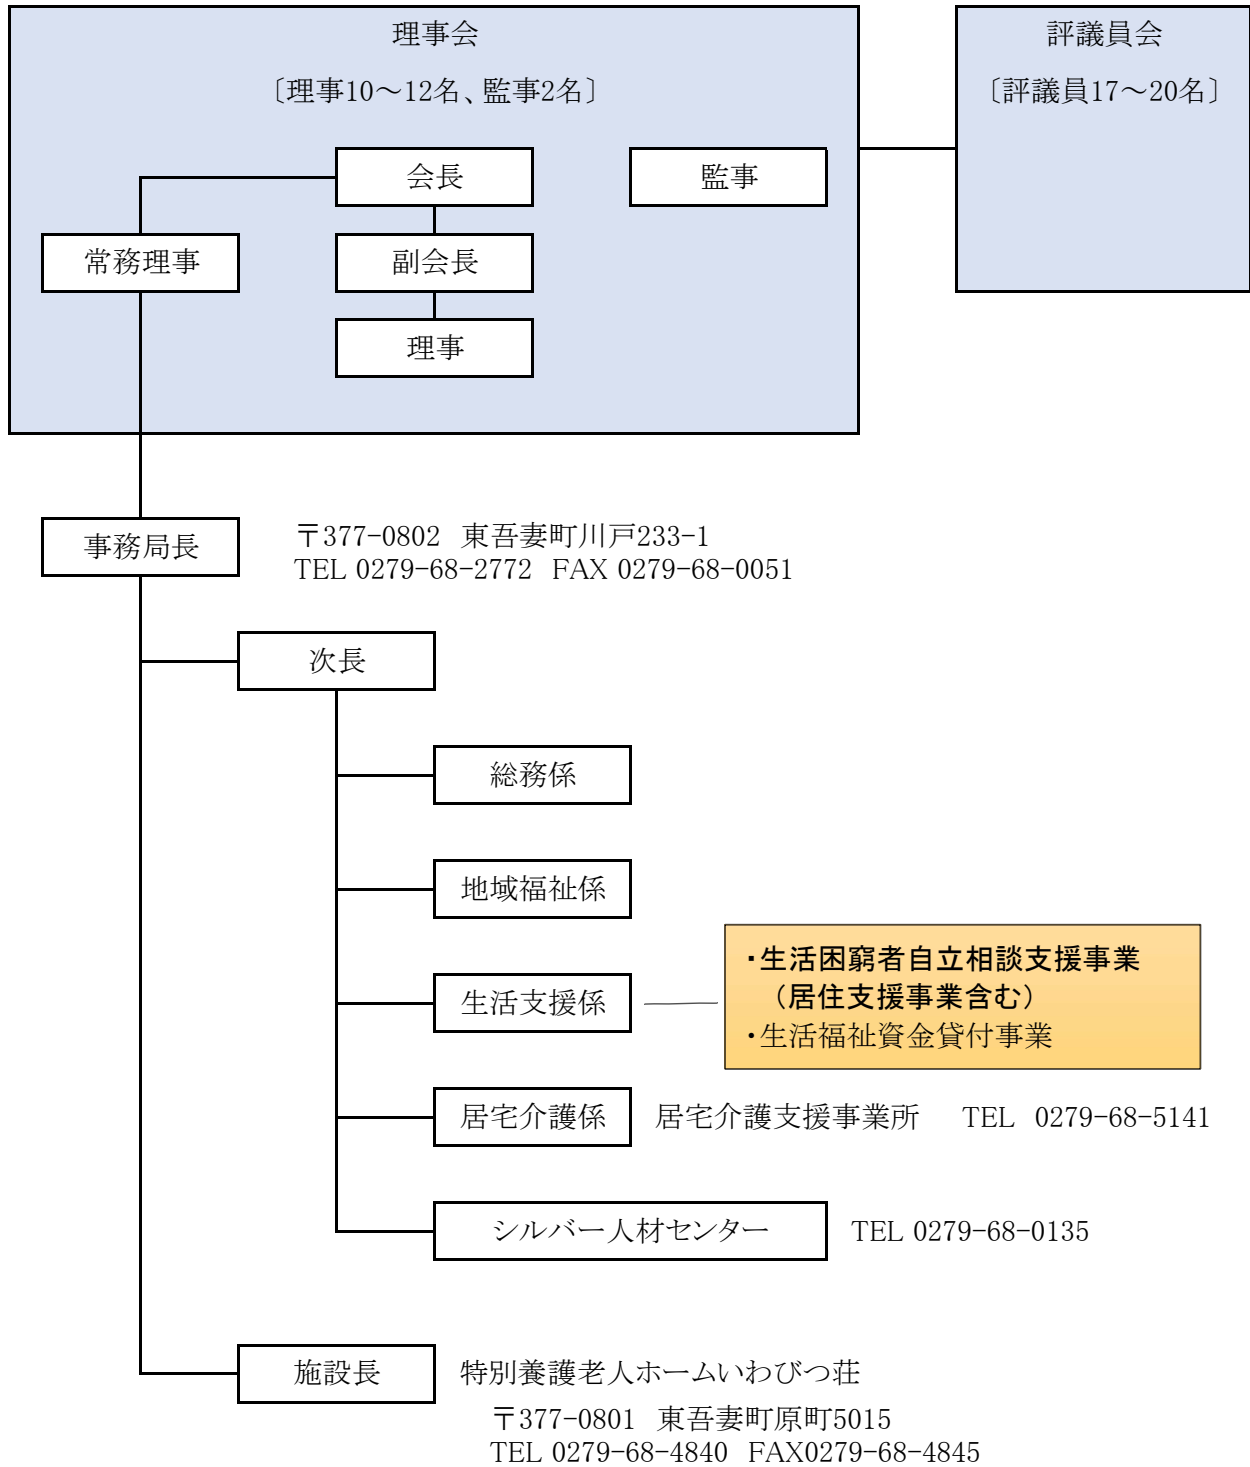 理事会
〔理事10～12名、監事2名〕
評議員会
〔評議員17～20名〕
会長
監事
常務理事
副会長
理事
事務局長
〒377-0802 東吾妻町川戸233-1
TEL 0279-68-2772 FAX 0279-68-0051
次長
総務係
地域福祉係
生活支援係
・生活困窮者自立相談支援事業
（居住支援事業含む）
・生活福祉資金貸付事業
居宅介護係 居宅介護支援事業所 TEL 0279-68-5141
シルバー人材センター TEL 0279-68-0135
施設長 特別養護老人ホームいわびつ荘
〒377-0801 東吾妻町原町5015
TEL 0279-68-4840 FAX0279-68-4845